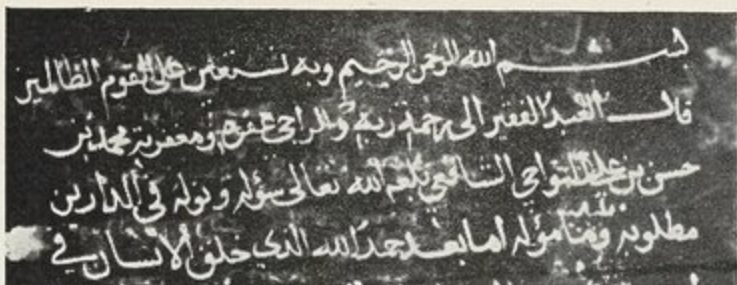 بسم الله الرحمن الرحيم وبه نستعين على القوم الظالمين
قال العبد الفقير الى رحمة ربه والراجي عفوه ومغفرته محمد بن
حسن بن علي النواجي الشافعي بلغه الله تعالى سؤله ونوله في الدارين
مطلوبه ومأموله اما بعد حمد الله الذي خلق الانسان في